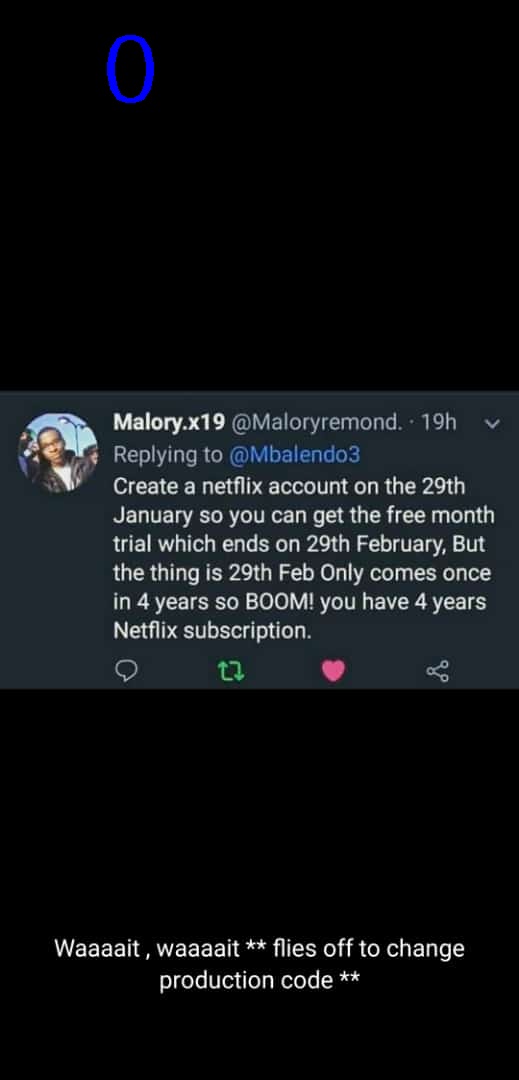 0
Malory.x19 @Maloryremond. · 19h
Replying to @Mbalendo3
Create a netflix account on the 29th
January so you can get the free month
trial which ends on 29th February, But
the thing is 29th Feb Only comes once
in 4 years so BOOM! you have 4 years
Netflix subscription.
Waaaait , waaaait ** flies off to change
production code **